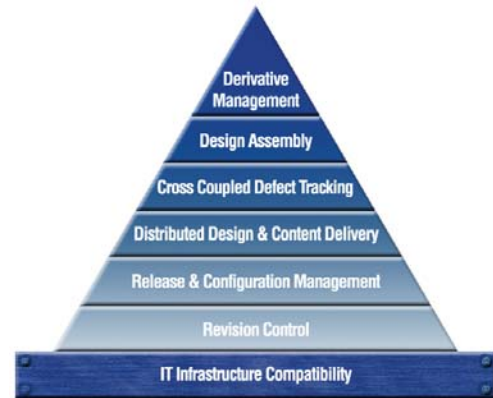 Derivative
Management
Design Assembly
Cross Coupled Defect Tracking
Distributed Design & Content Delivery
Release & Configuration Management
Revision Control
IT Infrastructure Compatibility